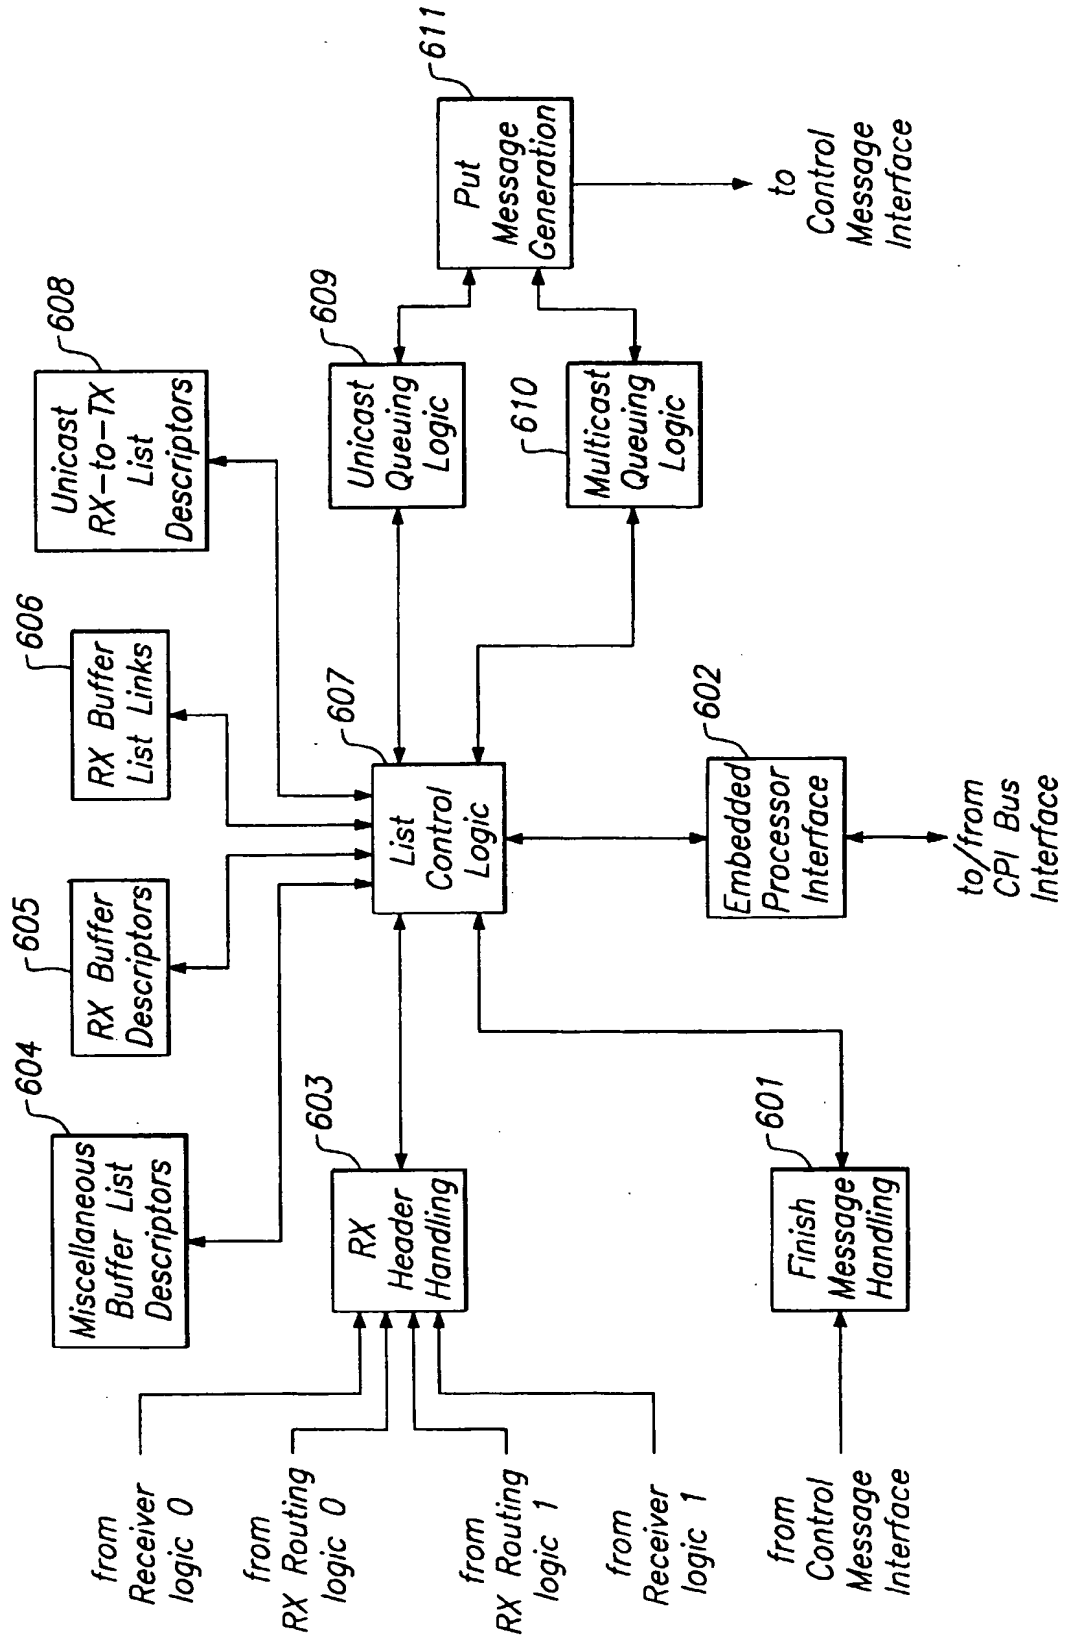 604
Miscellaneous
Buffer List
Descriptors
605
RX Buffer
Descriptors
606
RX Buffer
List Links
608
Unicast
RX-to-TX
List
Descriptors
from
Receiver
logic 0
from
RX Routing
logic 0
from
RX Routing
logic 1
from
Receiver
logic 1
603
RX
Header
Handling
607
List
Control
Logic
609
Unicast
Queuing
Logic
610
Multicast
Queuing
Logic
611
Put
Message
Generation
to
Control
Message
Interface
from
Control
Message
Interface
601
Finish
Message
Handling
602
Embedded
Processor
Interface
to/from
CPI Bus
Interface